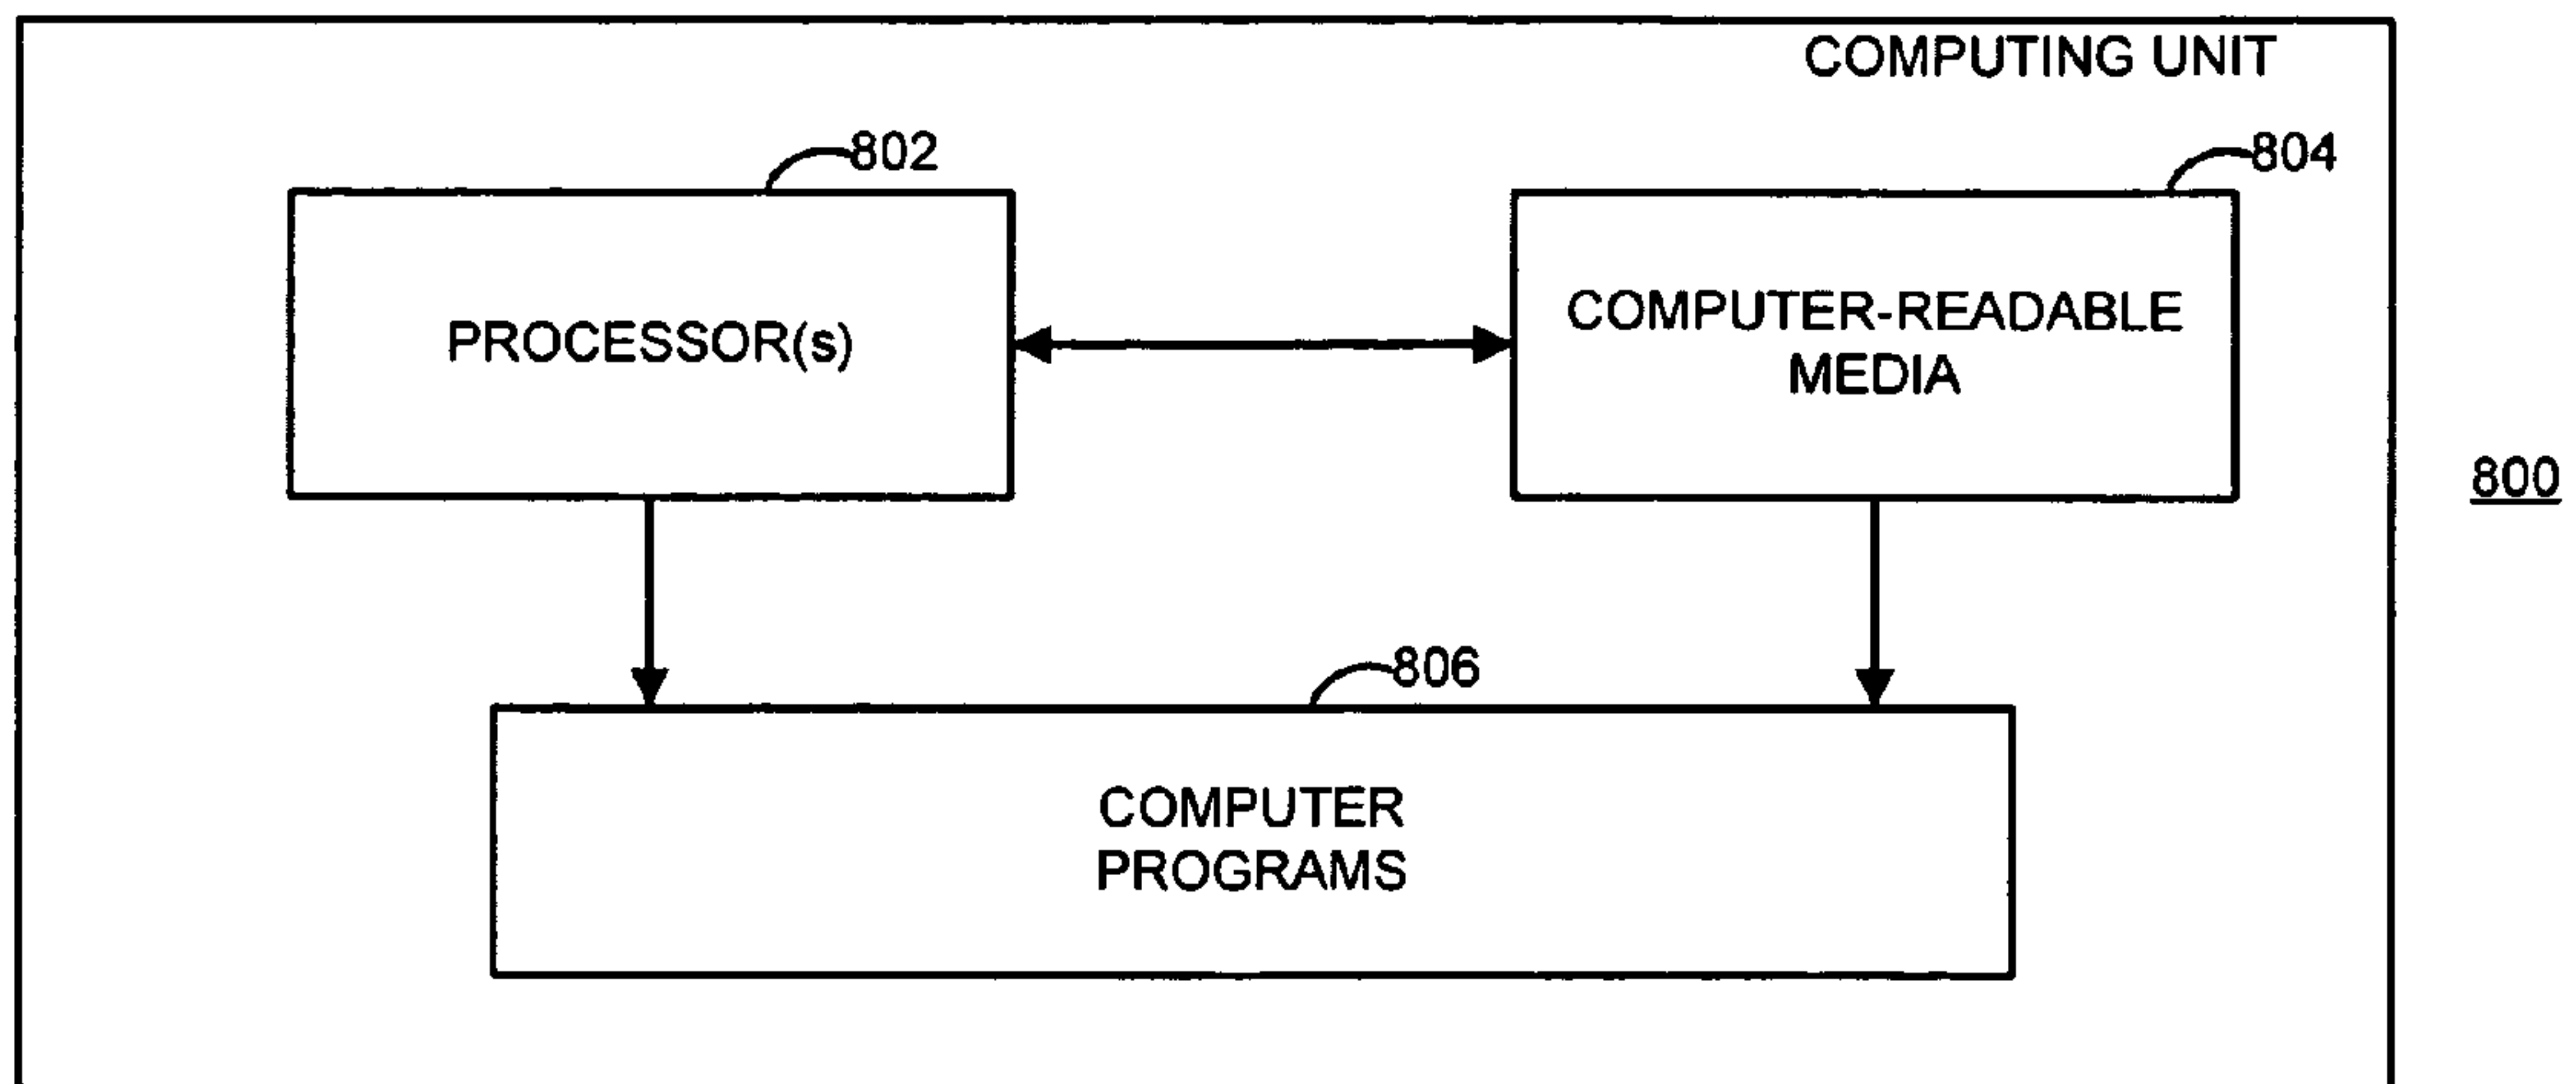 COMPUTING UNIT
802
804
PROCESSOR(s)
COMPUTER-READABLE
MEDIA
800
806
COMPUTER
PROGRAMS